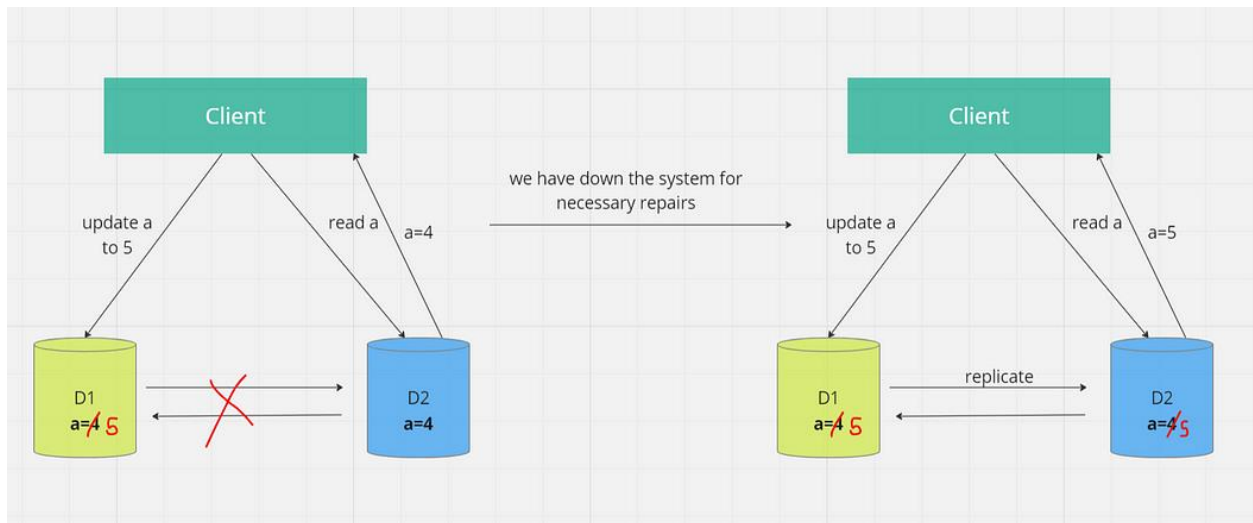 Client
update a
to 5
read a
a=4
D1
a=4 5
D2
a=4
we have down the system for
necessary repairs
Client
update a
to 5
read a
a=5
replicate
D1
a=4 5
D2
a=4 5